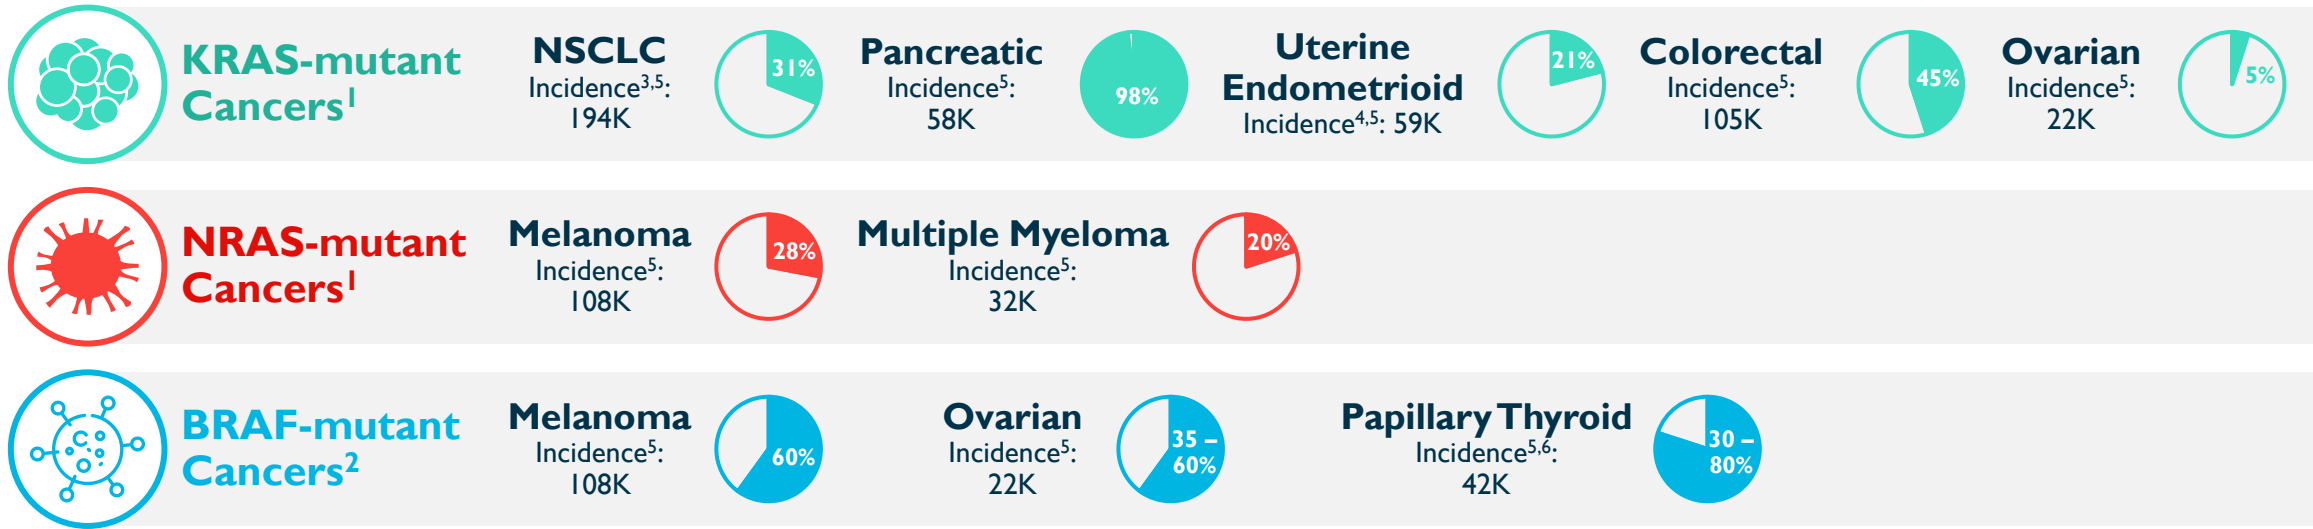 KRAS-mutant
Cancers¹
NSCLC
Incidence³,⁵:
194K
31%
Pancreatic
Incidence⁵:
58K
98%
Uterine
Endometrioid
Incidence⁴,⁵: 59K
21%
Colorectal
Incidence⁵:
105K
45%
Ovarian
Incidence⁵:
22K
5%
NRAS-mutant
Cancers¹
Melanoma
Incidence⁵:
108K
28%
Multiple Myeloma
Incidence⁵:
32K
20%
BRAF-mutant
Cancers²
Melanoma
Incidence⁵:
108K
60%
Ovarian
Incidence⁵:
22K
35 –
60%
Papillary Thyroid
Incidence⁵,⁶:
42K
30 –
80%